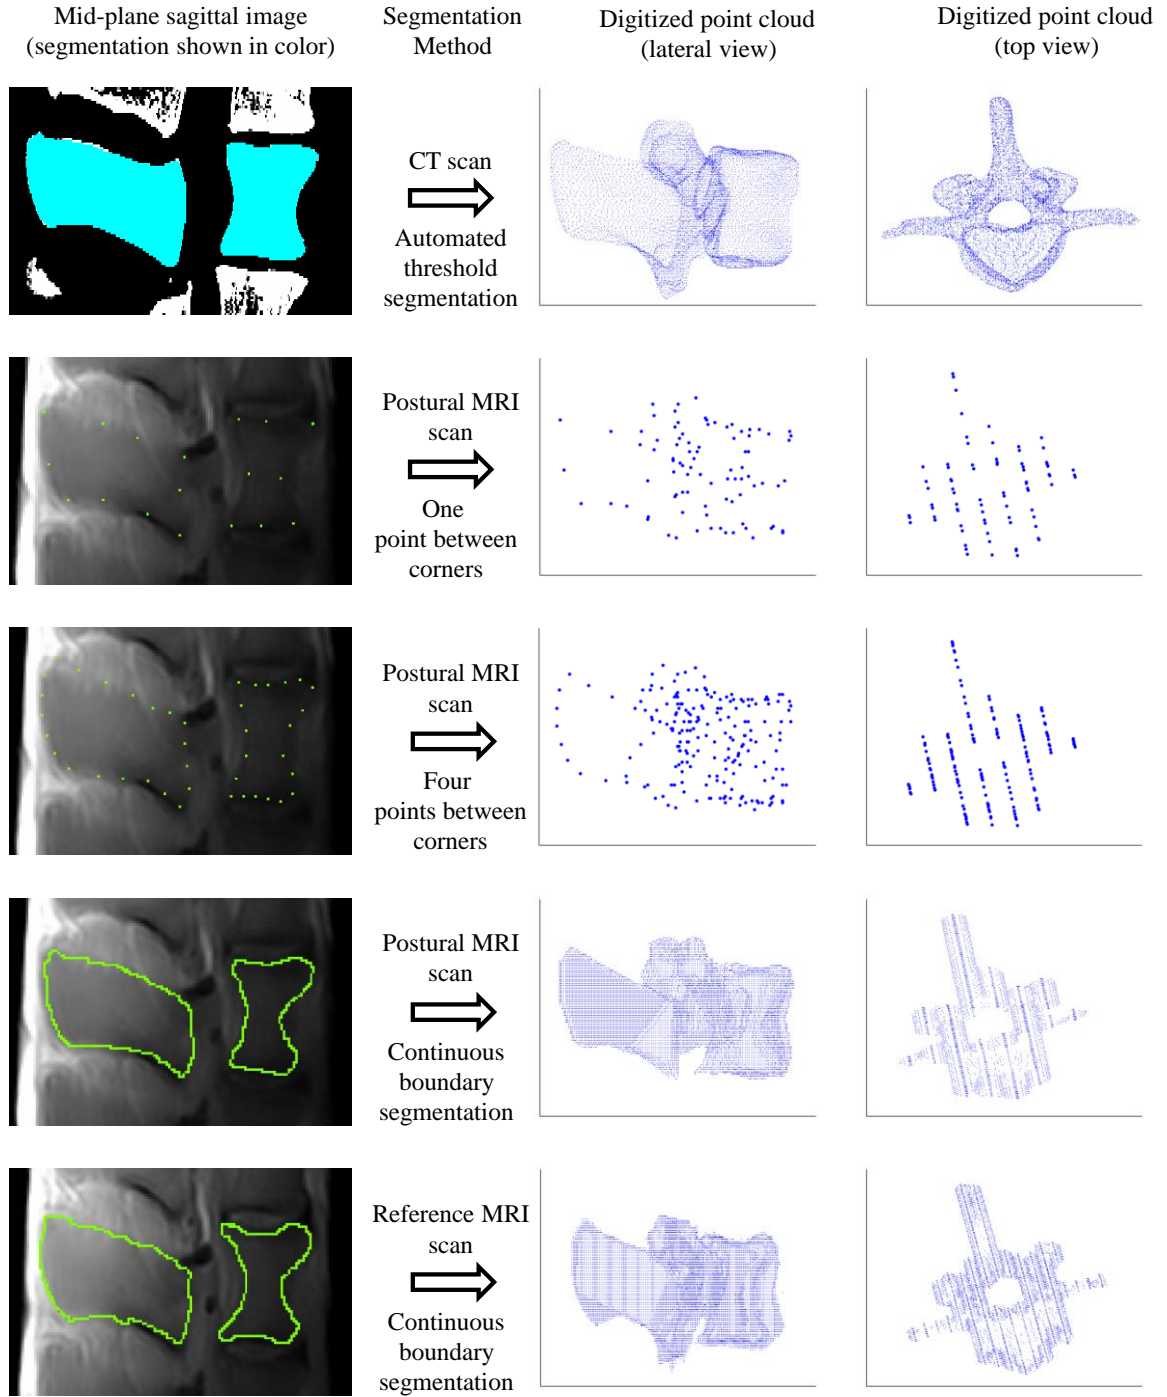 Mid-plane sagittal image
(segmentation shown in color)
Segmentation
Method
Digitized point cloud
(lateral view)
Digitized point cloud
(top view)
CT scan
Automated
threshold
segmentation
Postural MRI
scan
One
point between
corners
Postural MRI
scan
Four
points between
corners
Postural MRI
scan
Continuous
boundary
segmentation
Reference MRI
scan
Continuous
boundary
segmentation